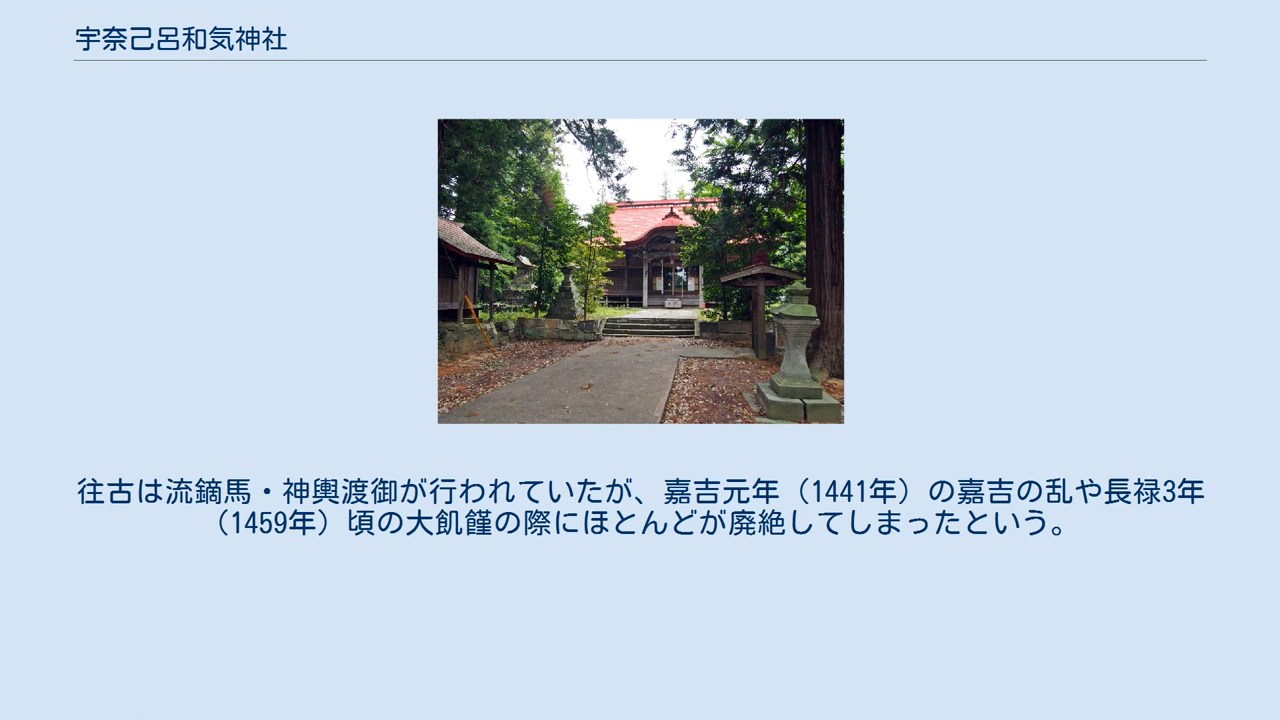 宇奈己呂和気神社
往古は流鏑馬・神輿渡御が行われていたが、嘉吉元年（1441年）の嘉吉の乱や長禄3年
（1459年）頃の大飢饉の際にほとんどが廃絶してしまったという。